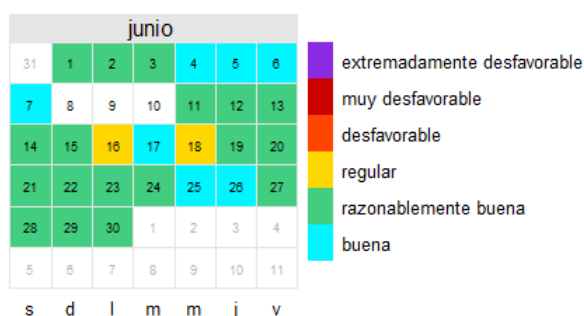 junio
31 1 2 3 4 5 6
7 8 9 10 11 12 13
14 15 16 17 18 19 20
21 22 23 24 25 26 27
28 29 30 1 2 3 4
5 6 7 8 9 10 11
s d l m m j v
extremadamente desfavorable
muy desfavorable
desfavorable
regular
razonablemente buena
buena